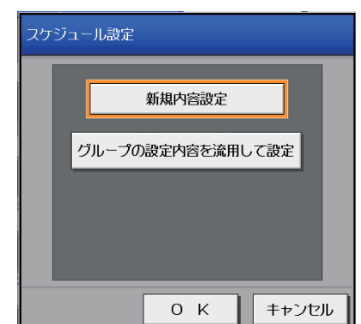 スケジュール設定
新規内容設定
グループの設定内容を流用して設定
ＯＫ
キャンセル